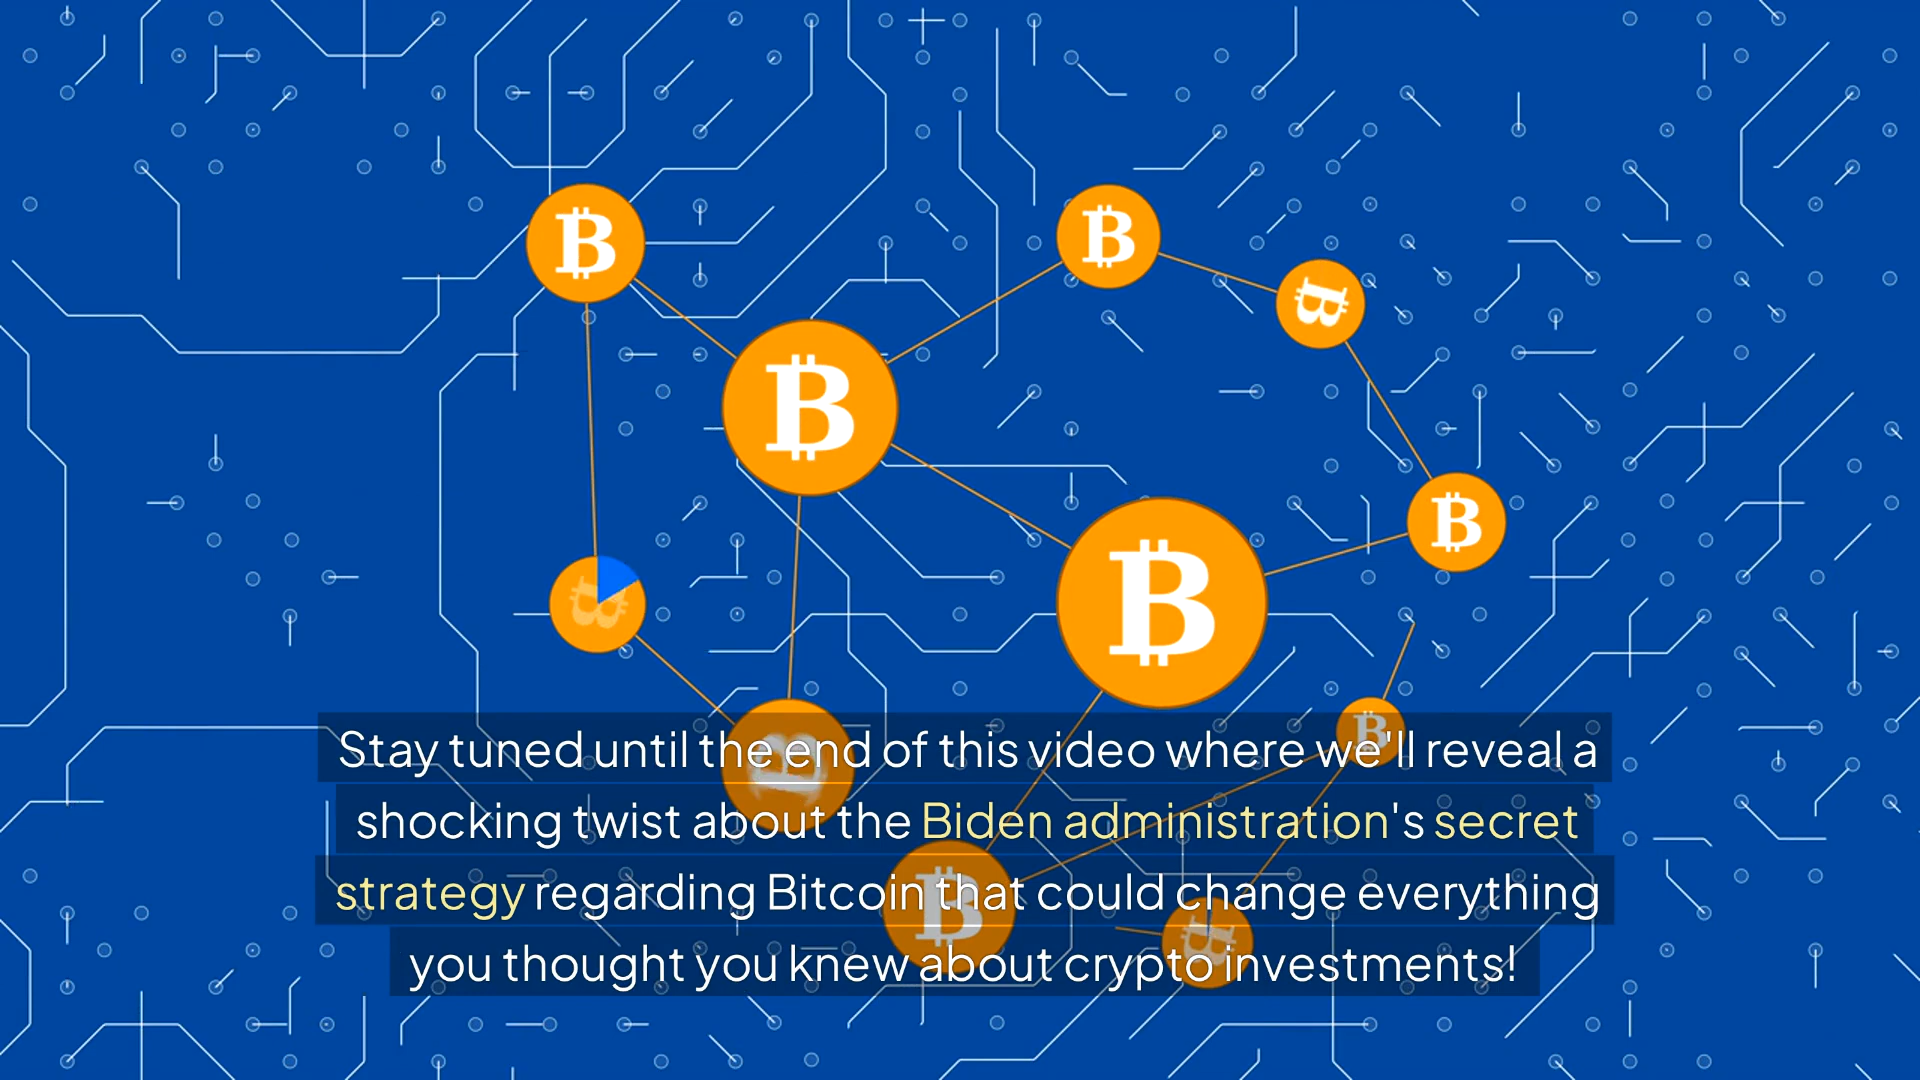 Stay tuned until the end of this video where we'll reveal a
shocking twist about the Biden administration's secret
strategy regarding Bitcoin that could change everything
you thought you knew about crypto investments!